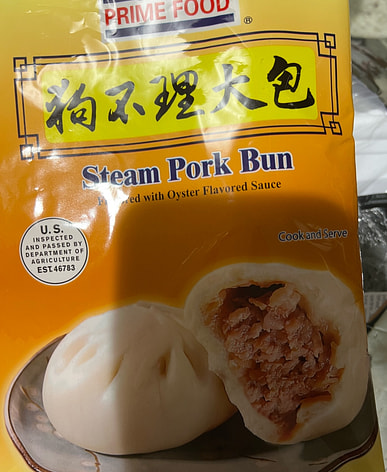 PRIME FOOD
®
狗不理大包
Steam Pork Bun
Flavored with Oyster Flavored Sauce
Cook and Serve
U.S.
INSPECTED
AND PASSED BY
DEPARTMENT OF
AGRICULTURE
EST.46783